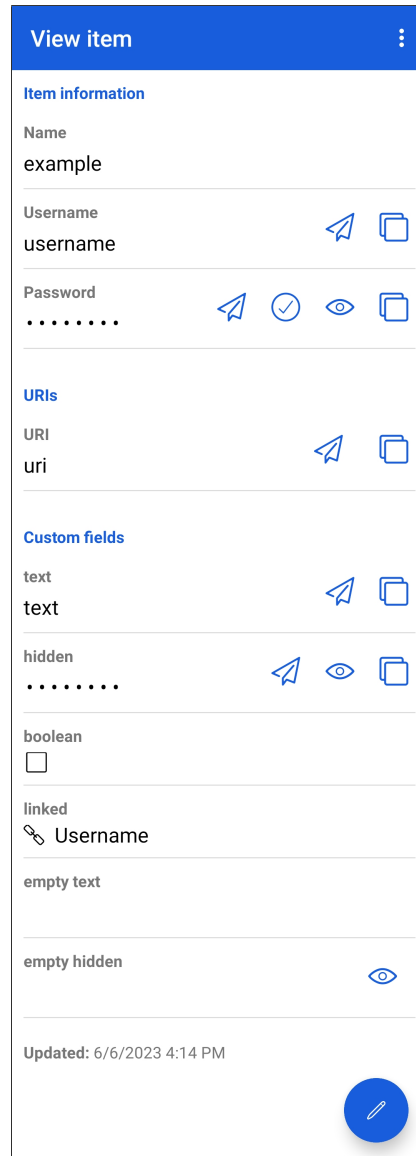 View item
Item information
Name
example
Username
username
Password
••••••••
URIs
URI
uri
Custom fields
text
text
hidden
••••••••
boolean
linked
Username
empty text
empty hidden
Updated: 6/6/2023 4:14 PM